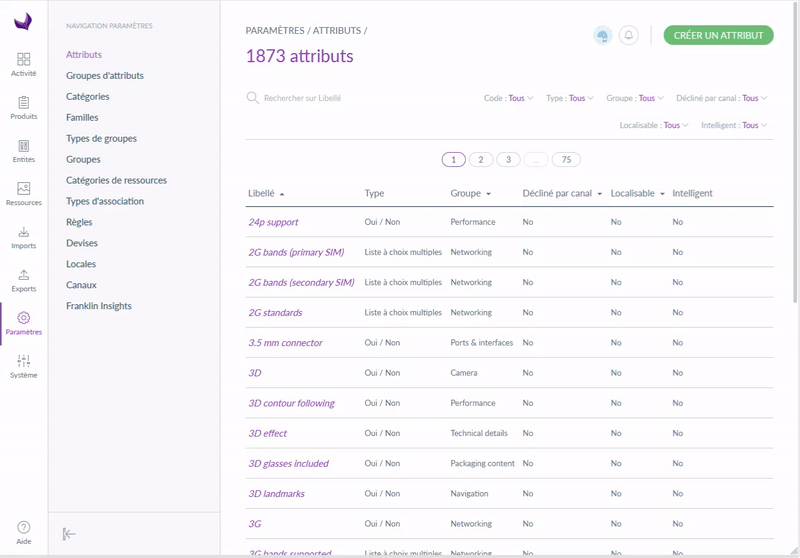 Activité
Produits
Entités
Ressources
Imports
Exports
Paramètres
Système
Aide
NAVIGATION PARAMÈTRES
Attributs
Groupes d'attributs
Catégories
Familles
Types de groupes
Groupes
Catégories de ressources
Types d'association
Règles
Devises
Locales
Canaux
Franklin Insights
PARAMÈTRES / ATTRIBUTS /
CRÉER UN ATTRIBUT
1873 attributs
Rechercher sur Libellé Code : Tous Type : Tous Groupe : Tous Décliné par canal : Tous
Localisable : Tous Intelligent : Tous
1 2 3 ... 75
Libellé Type Groupe Décliné par canal Localisable Intelligent
24p support Oui / Non Performance No No No
2G bands (primary SIM) Liste à choix multiples Networking No No No
2G bands (secondary SIM) Liste à choix multiples Networking No No No
2G standards Liste à choix multiples Networking No No No
3.5 mm connector Oui / Non Ports & interfaces No No No
3D Oui / Non Camera No No No
3D contour following Oui / Non Performance No No No
3D effect Oui / Non Technical details No No No
3D glasses included Oui / Non Packaging content No No No
3D landmarks Oui / Non Navigation No No No
3G Oui / Non Networking No No No
3G bands supported Liste à choix multiples Networking No No No